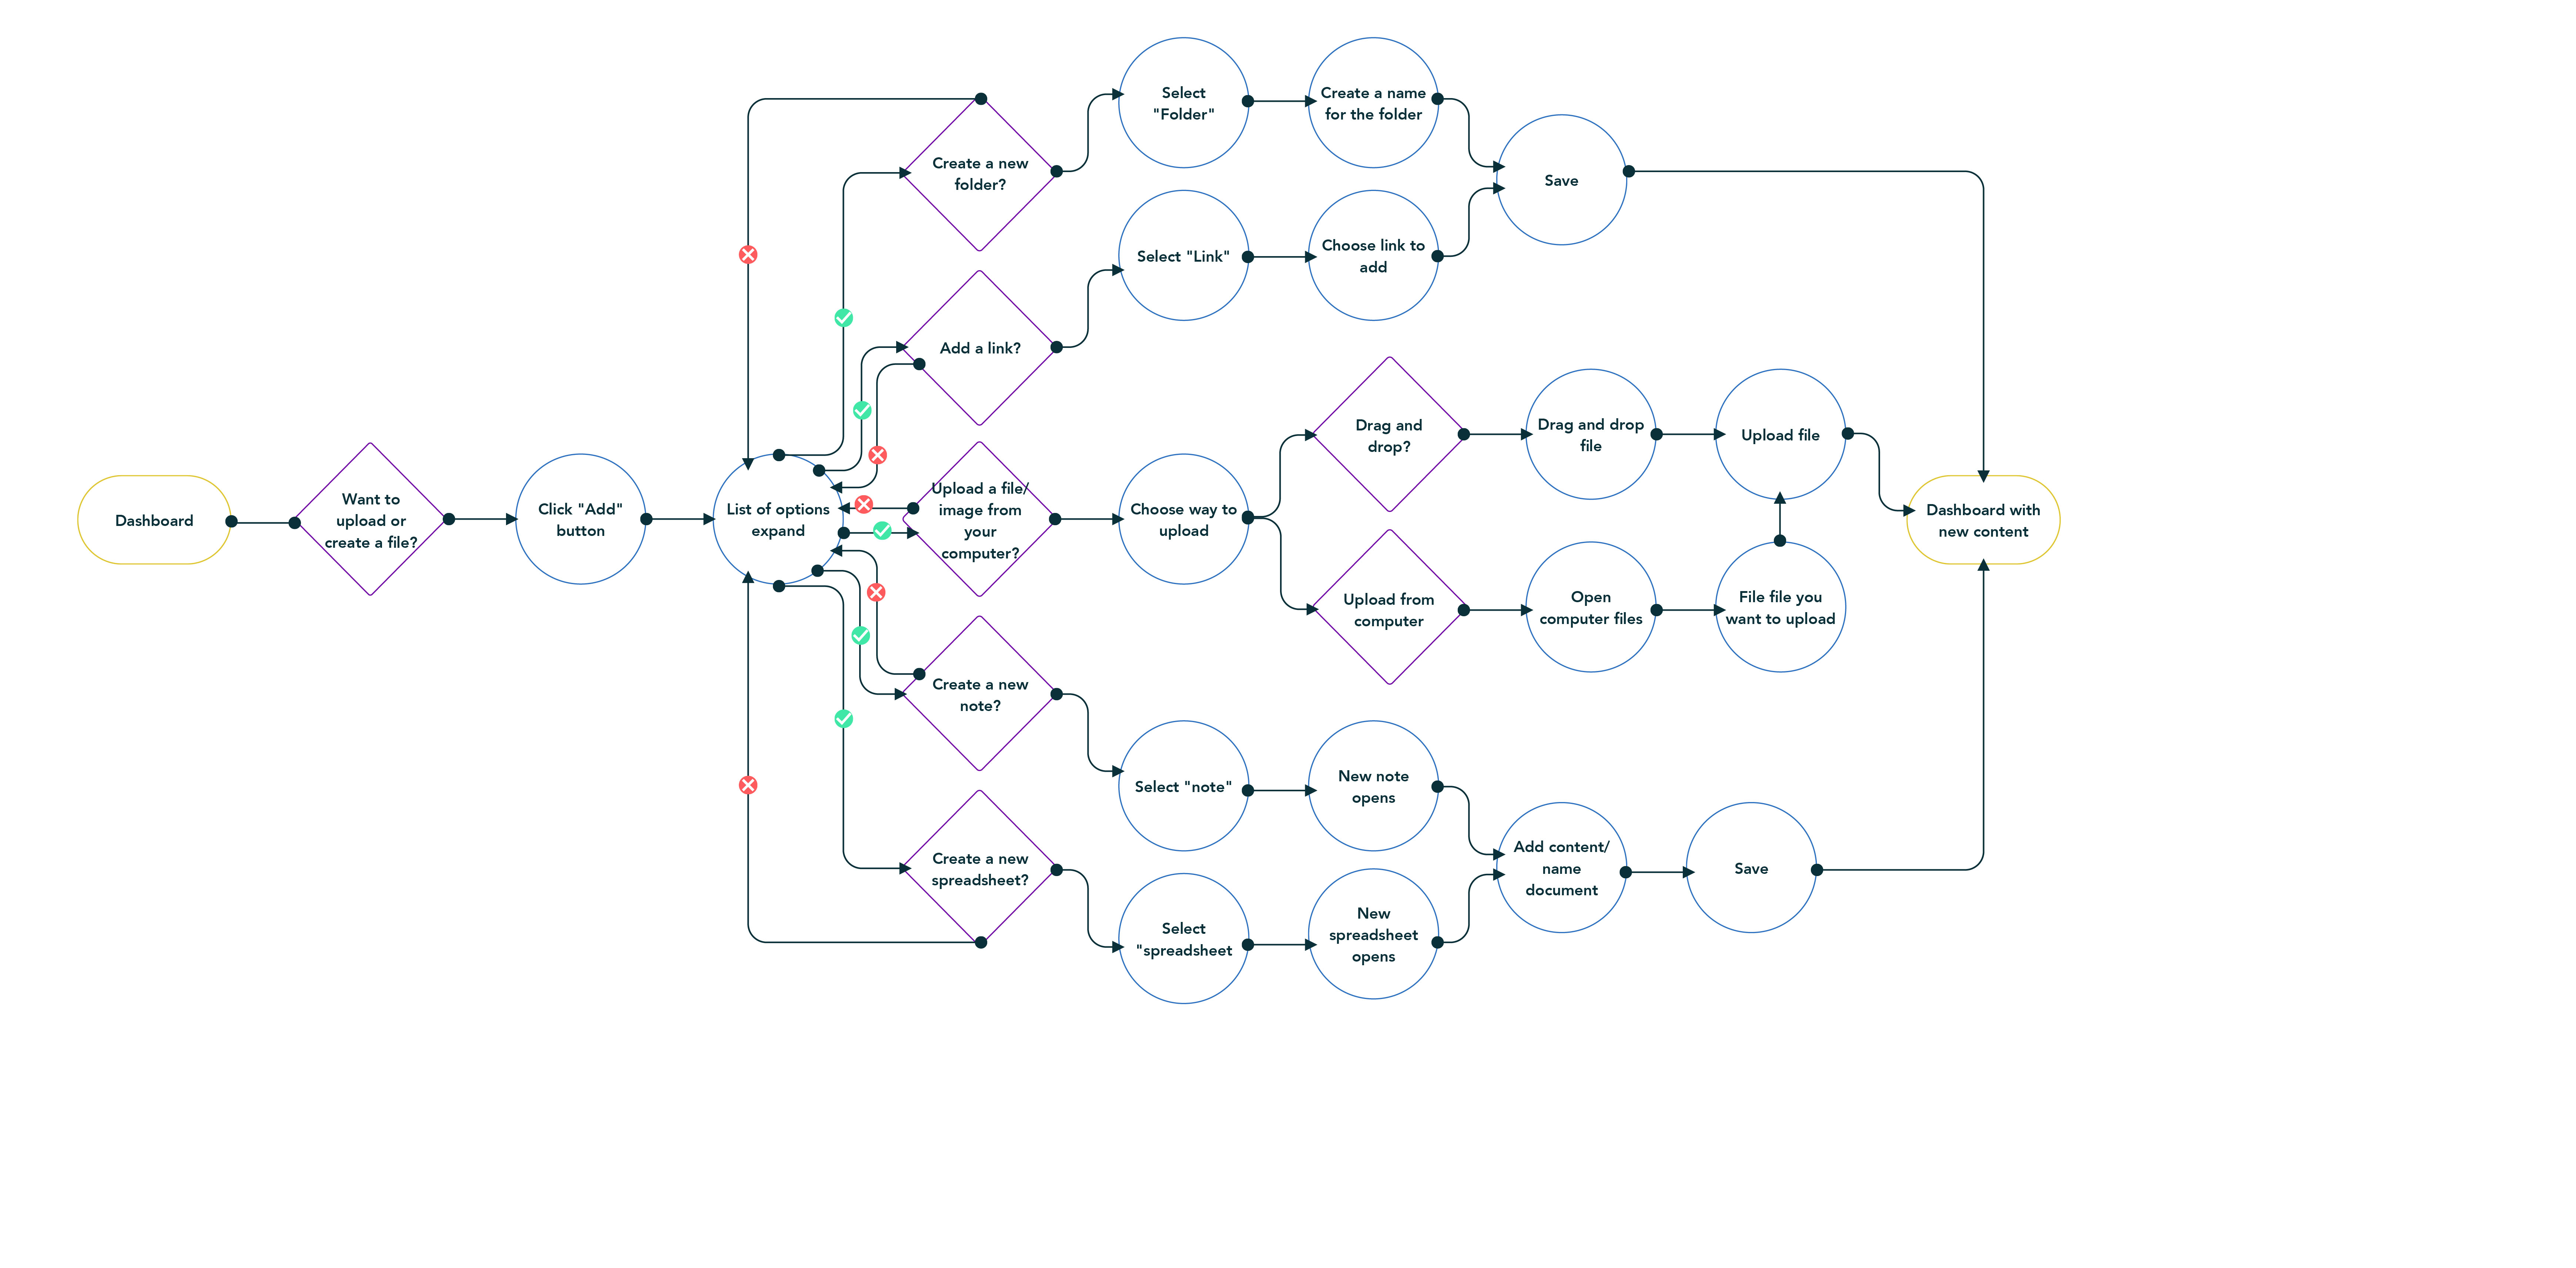 Dashboard
Want to
upload or
create a file?
Click "Add"
button
List of options
expand
Create a new
folder?
Select
"Folder"
Create a name
for the folder
Save
Add a link?
Select "Link"
Choose link to
add
Upload a file/
image from
your
computer?
Choose way to
upload
Drag and
drop?
Drag and drop
file
Upload file
Upload from
computer
Open
computer files
File file you
want to upload
Dashboard with
new content
Create a new
note?
Select "note"
New note
opens
Create a new
spreadsheet?
Select
"spreadsheet
New
spreadsheet
opens
Add content/
name
document
Save